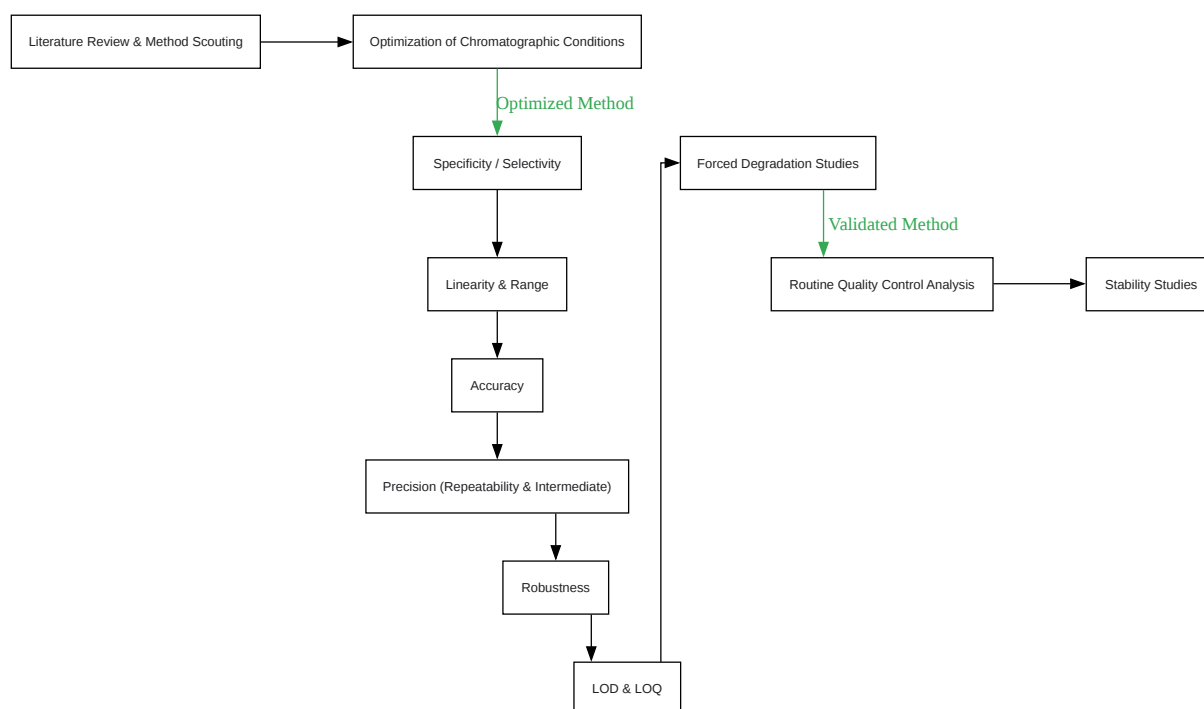 Literature Review & Method Scouting
Optimization of Chromatographic Conditions
Optimized Method
Specificity / Selectivity
Linearity & Range
Accuracy
Precision (Repeatability & Intermediate)
Robustness
LOD & LOQ
Forced Degradation Studies
Validated Method
Routine Quality Control Analysis
Stability Studies